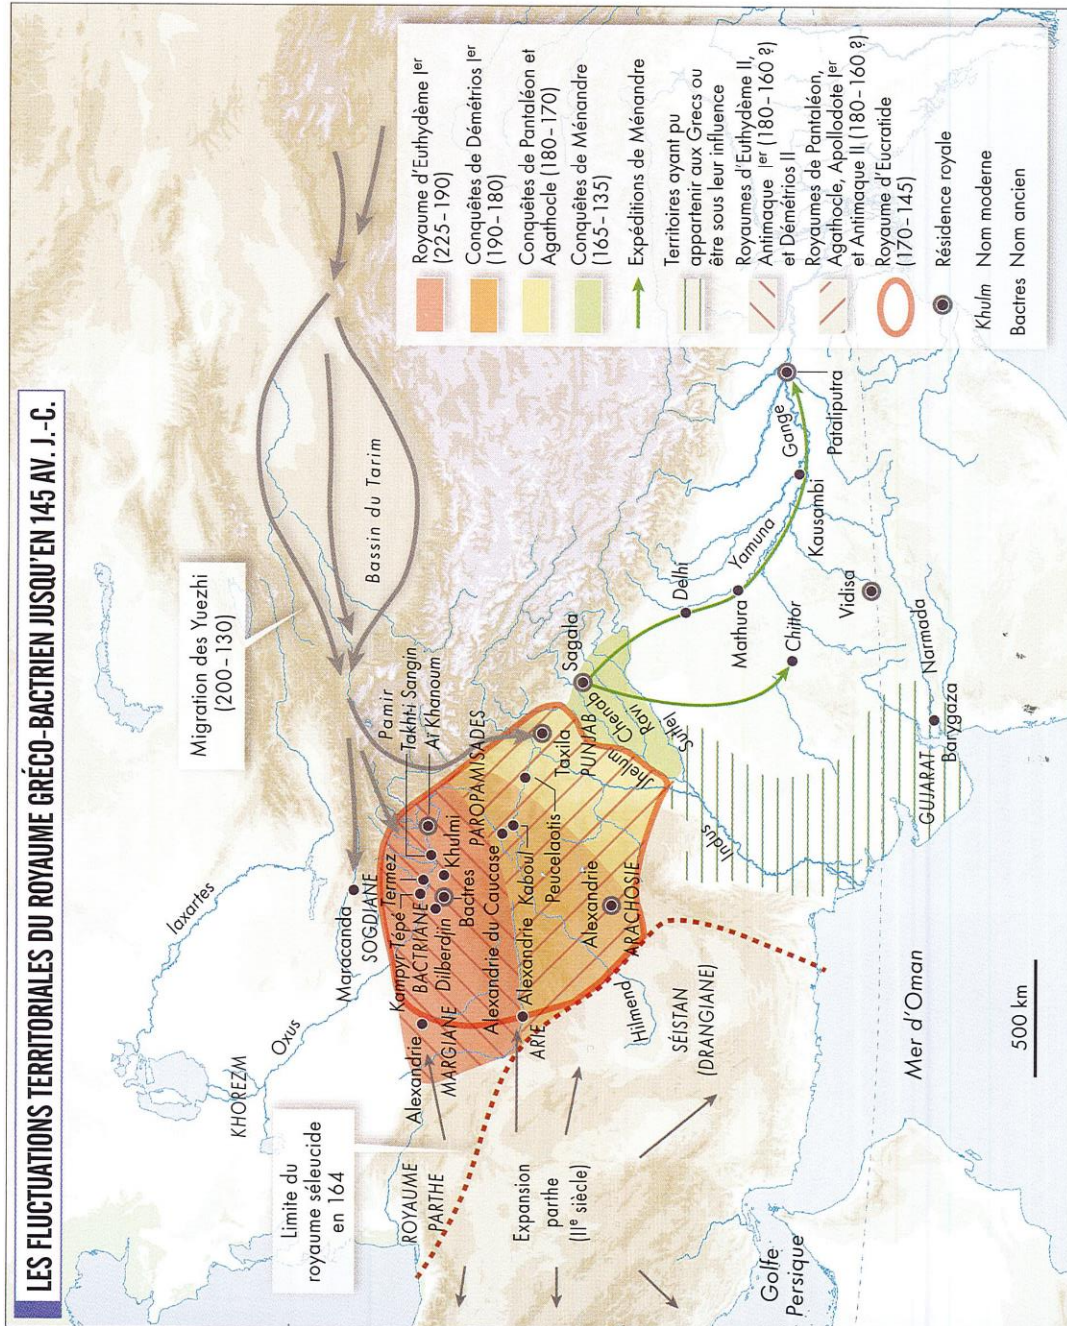 LES FLUCTUATIONS TERRITORIALES DU ROYAUME GRÉCO-BACTRIEN JUSQU'EN 145 AV. J.-C.
Migration des Yuezhi
(200-130)
Bassin du Tarim
Limite du
royaume séleucide
en 164
KHOREZM
Iaxartes
Oxus
Maracanda
SOGDIANE
Pamir
Takht-i Sangin
Aï Khanoum
Kampyr Tépé
Termez
BACTRIANE
Dilberdjin
Khulmi
Bactres
Alexandrie
MARGIANE
ROYAUME
PARTHE
Alexandrie du Caucase
PAROPAMISADES
Kaboul
Peucelaotis
Taxila
PUNJAB
Alexandrie
ARIE
Alexandrie
ARACHOSIE
Expansion
parthe
(IIe siècle)
Hilmend
SÉISTAN
(DRANGIANE)
Sagala
Jhelum
Chenab
Ravi
Sutlej
Indus
Delhi
Yamuna
Mathura
Gange
Kausambi
Pataliputra
Chittor
Vidisa
Narmada
GUJARAT
Barygaza
Golfe
Persique
Mer d'Oman
500 km
Royaume d'Euthydème Ier
(225-190)
Conquêtes de Démétrios Ier
(190-180)
Conquêtes de Pantaléon et
Agathocle (180-170)
Conquêtes de Ménandre
(165-135)
Expéditions de Ménandre
Territoires ayant pu
appartenir aux Grecs ou
être sous leur influence
Royaumes d'Euthydème II,
Antimaque Ier (180-160 ?)
et Démétrios II
Royaumes de Pantaléon,
Agathocle, Apollodote Ier
et Antimaque II (180-160 ?)
Royaume d'Eucratide
(170-145)
Résidence royale
Khulm Nom moderne
Bactres Nom ancien